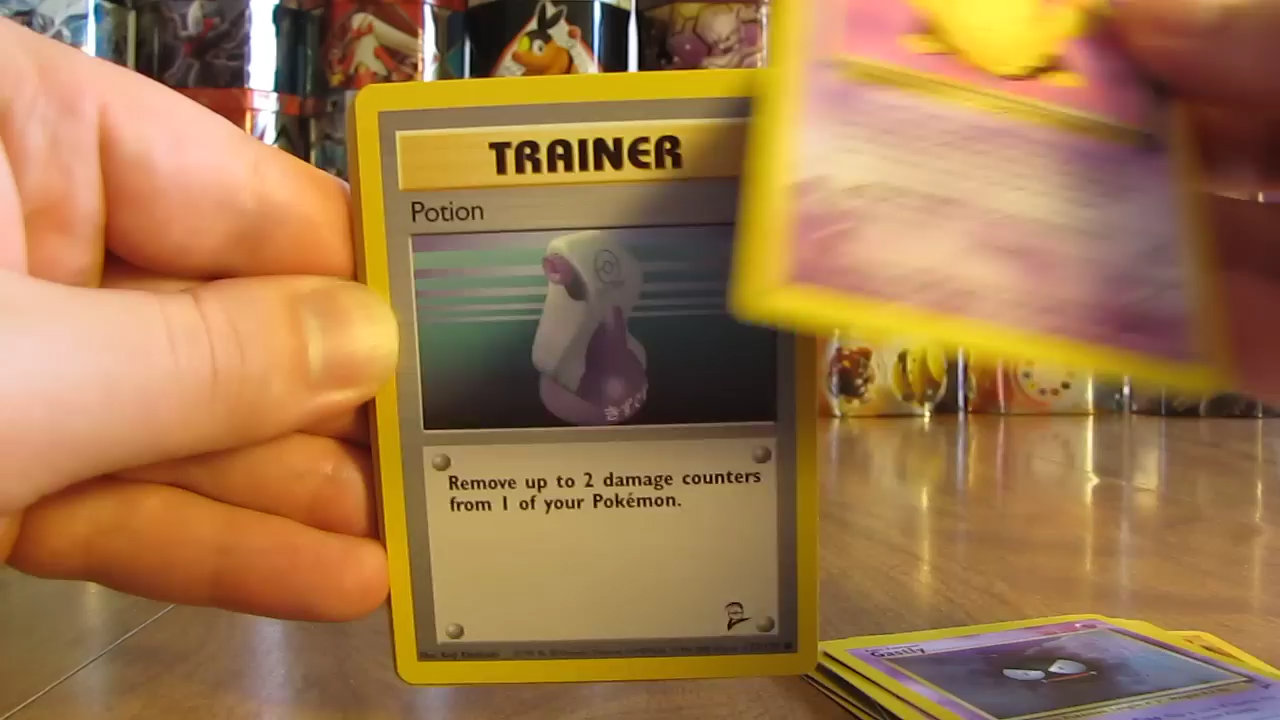 TRAINER
Potion
Remove up to 2 damage counters
from 1 of your Pokémon.
Gastly